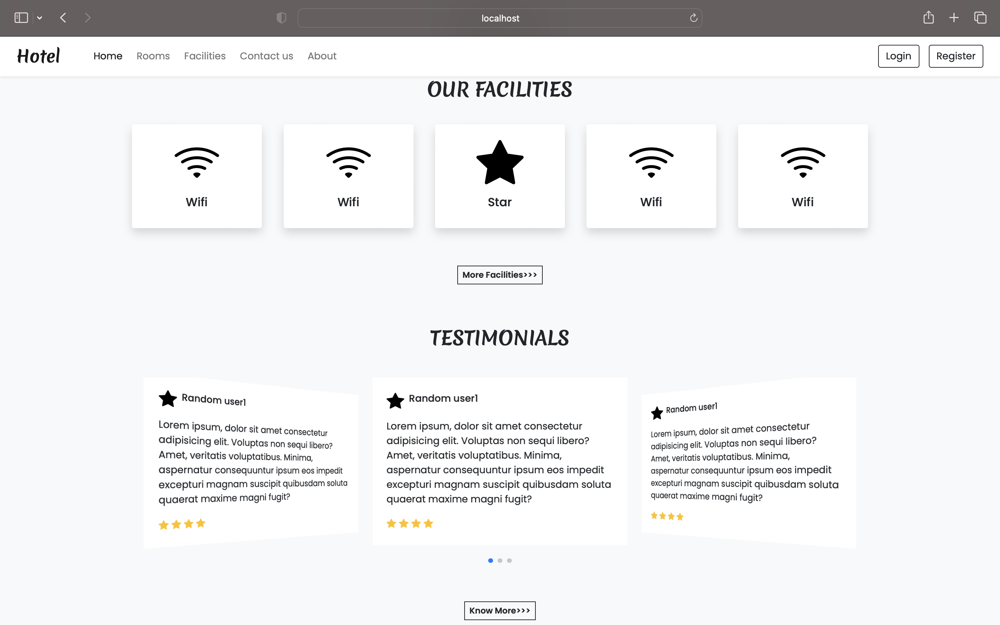 localhost
Hotel Home Rooms Facilities Contact us About Login Register
OUR FACILITIES
Wifi Wifi Star Wifi Wifi
More Facilities>>>
TESTIMONIALS
Random user1
Lorem ipsum, dolor sit amet consectetur
adipisicing elit. Voluptas non sequi libero?
Amet, veritatis voluptatibus. Minima,
aspernatur consequuntur ipsum eos impedit
excepturi magnam suscipit quibusdam soluta
quaerat maxime magni fugit?
Random user1
Lorem ipsum, dolor sit amet consectetur
adipisicing elit. Voluptas non sequi libero?
Amet, veritatis voluptatibus. Minima,
aspernatur consequuntur ipsum eos impedit
excepturi magnam suscipit quibusdam soluta
quaerat maxime magni fugit?
Random user1
Lorem ipsum, dolor sit amet consectetur
adipisicing elit. Voluptas non sequi libero?
Amet, veritatis voluptatibus. Minima,
aspernatur consequuntur ipsum eos impedit
excepturi magnam suscipit quibusdam soluta
quaerat maxime magni fugit?
Know More>>>